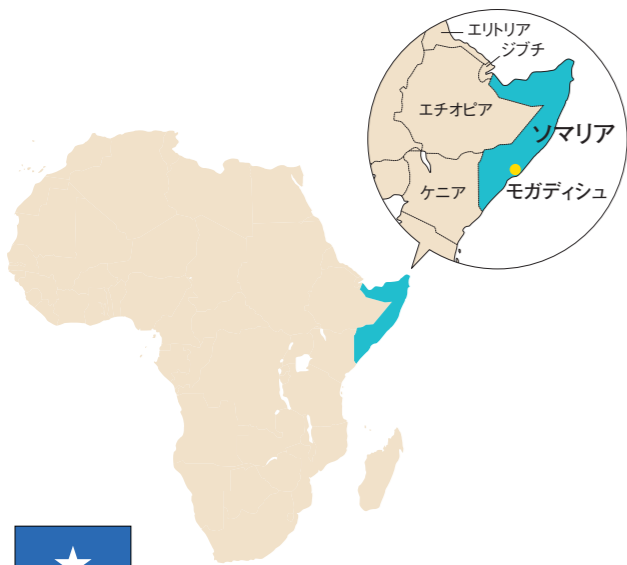 エリトリア
ジブチ
エチオピア
ソマリア
ケニア
モガディシュ